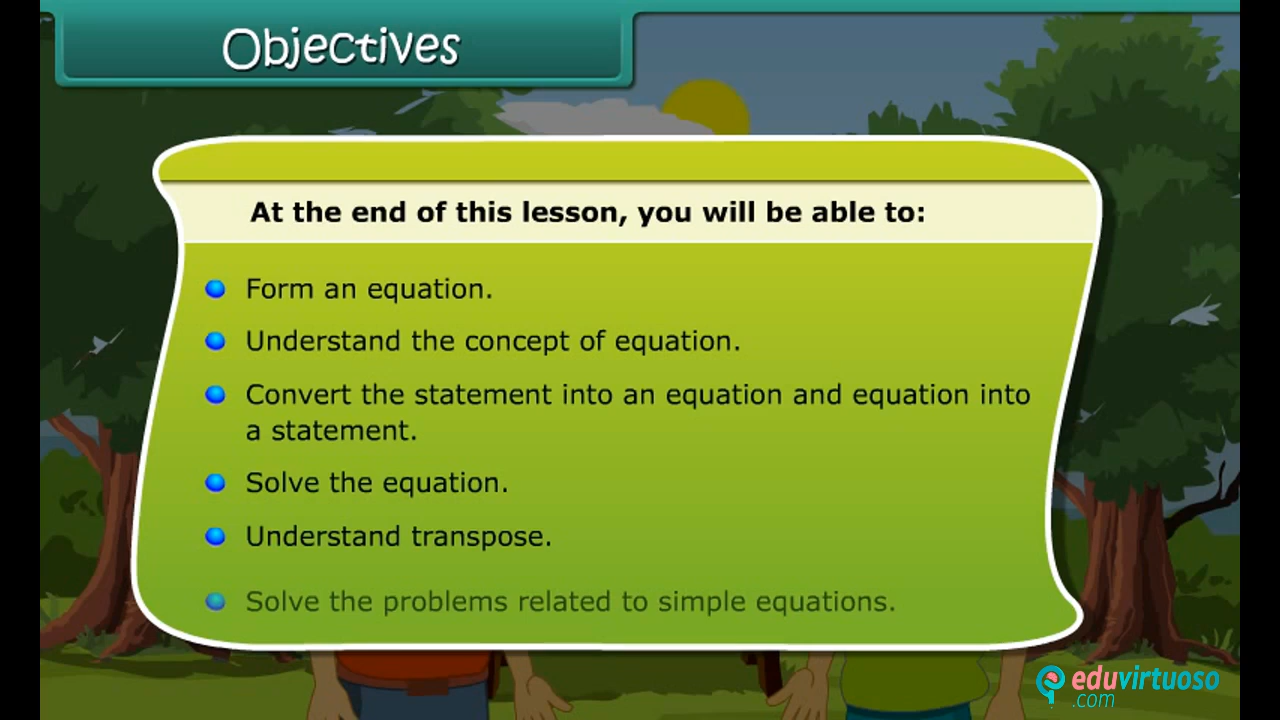 Objectives
At the end of this lesson, you will be able to:
Form an equation.
Understand the concept of equation.
Convert the statement into an equation and equation into
a statement.
Solve the equation.
Understand transpose.
Solve the problems related to simple equations.
eduvirtuoso
.com